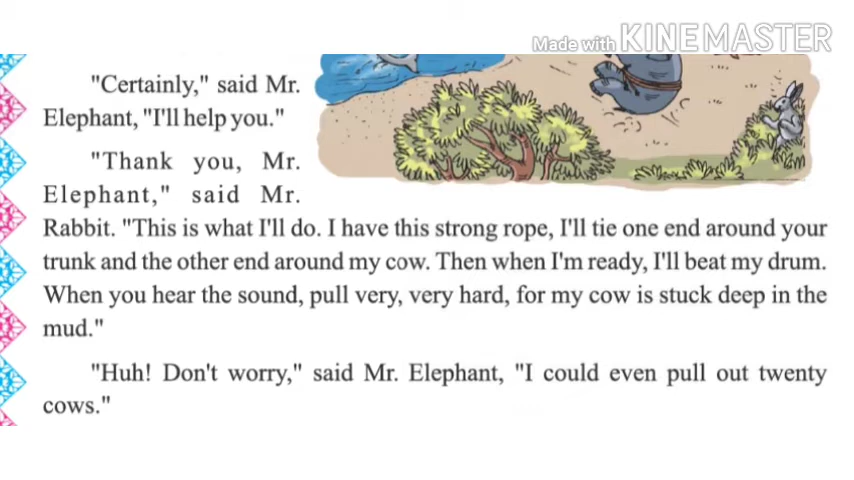 Made with KINEMASTER
"Certainly," said Mr.
Elephant, "I'll help you."
"Thank you, Mr.
Elephant," said Mr.
Rabbit. "This is what I'll do. I have this strong rope, I'll tie one end around your
trunk and the other end around my cow. Then when I'm ready, I'll beat my drum.
When you hear the sound, pull very, very hard, for my cow is stuck deep in the
mud."
"Huh! Don't worry," said Mr. Elephant, "I could even pull out twenty
cows."